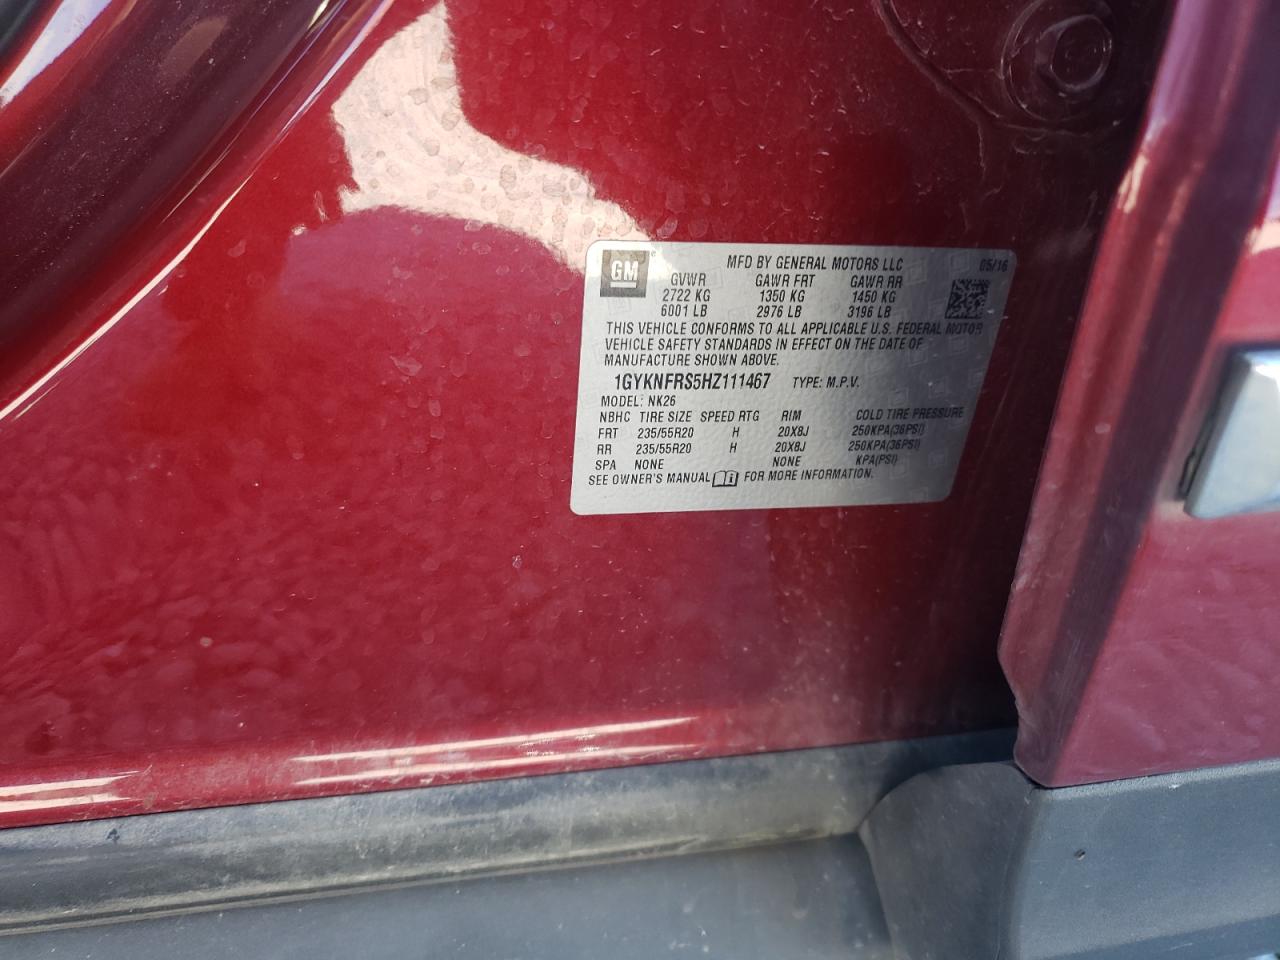 GM
MFD BY GENERAL MOTORS LLC 05/16
GVWR GAWR FRT GAWR RR
2722 KG 1350 KG 1450 KG
6001 LB 2976 LB 3196 LB
THIS VEHICLE CONFORMS TO ALL APPLICABLE U.S. FEDERAL MOTOR
VEHICLE SAFETY STANDARDS IN EFFECT ON THE DATE OF
MANUFACTURE SHOWN ABOVE.
1GYKNFRS5HZ111467 TYPE: M.P.V.
MODEL: NK26
NBHC TIRE SIZE SPEED RTG RIM COLD TIRE PRESSURE
FRT 235/55R20 H 20X8J 250KPA(36PSI)
RR 235/55R20 H 20X8J 250KPA(36PSI)
SPA NONE NONE KPA(PSI)
SEE OWNER'S MANUAL FOR MORE INFORMATION.